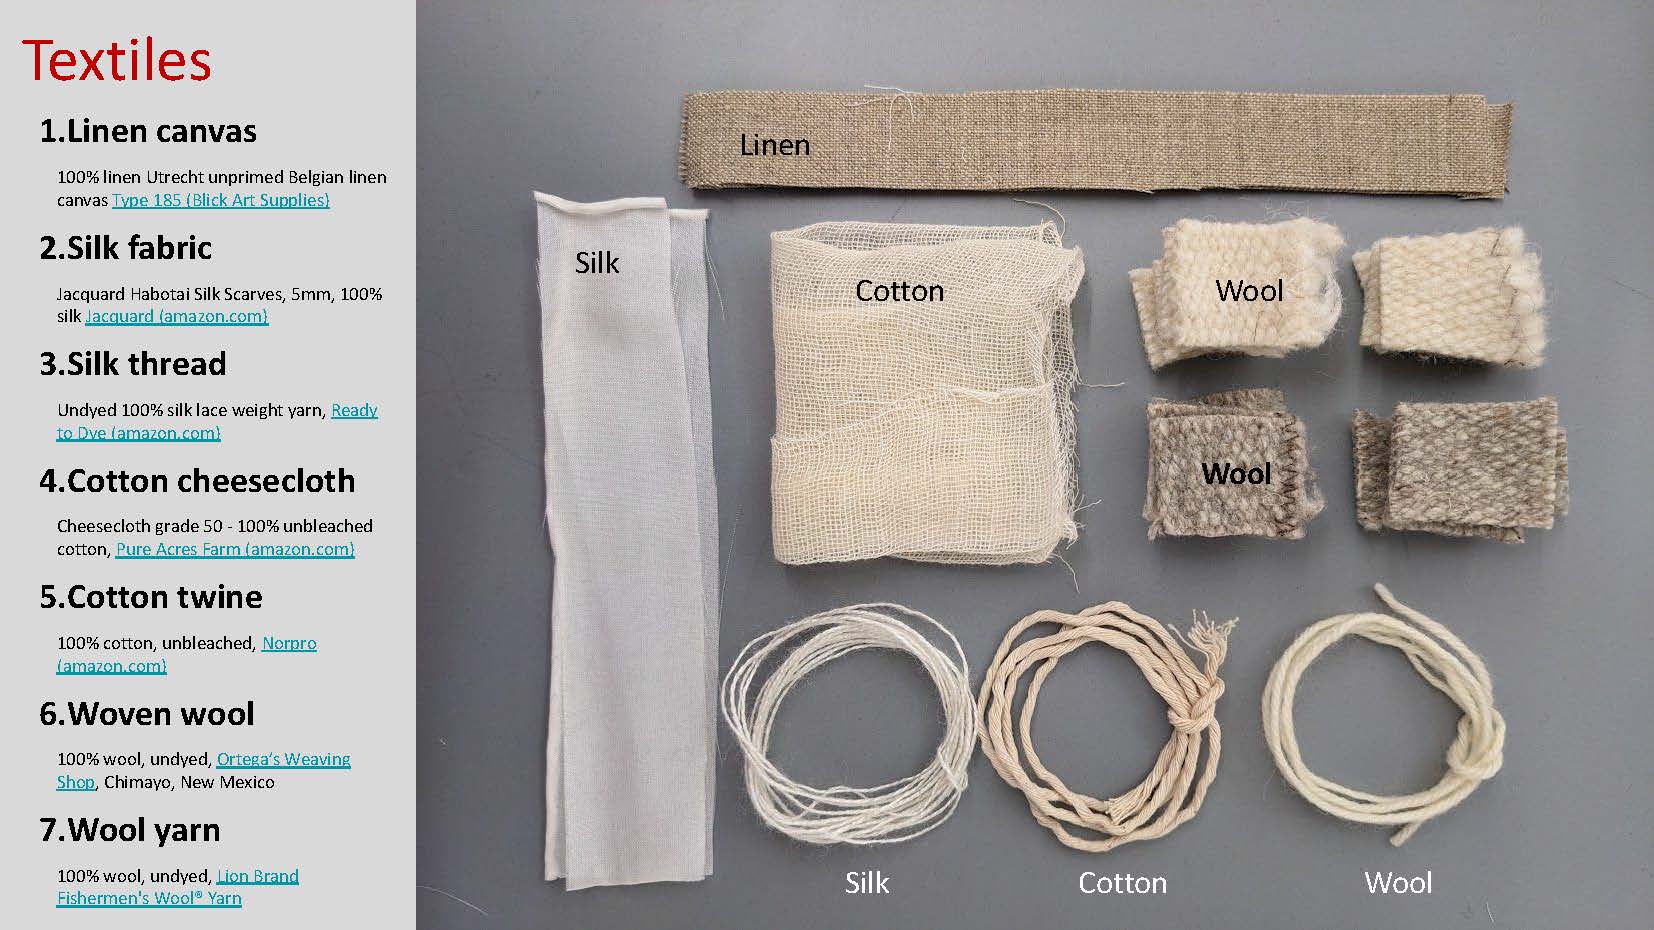 Textiles
1.Linen canvas
100% linen Utrecht unprimed Belgian linen
canvas Type 185 (Blick Art Supplies)
2.Silk fabric
Jacquard Habotai Silk Scarves, 5mm, 100%
silk Jacquard (amazon.com)
3.Silk thread
Undyed 100% silk lace weight yarn, Ready
to Dye (amazon.com)
4.Cotton cheesecloth
Cheesecloth grade 50 - 100% unbleached
cotton, Pure Acres Farm (amazon.com)
5.Cotton twine
100% cotton, unbleached, Norpro
(amazon.com)
6.Woven wool
100% wool, undyed, Ortega’s Weaving
Shop, Chimayo, New Mexico
7.Wool yarn
100% wool, undyed, Lion Brand
Fishermen's Wool® Yarn
Linen
Silk
Cotton
Wool
Wool
Silk
Cotton
Wool